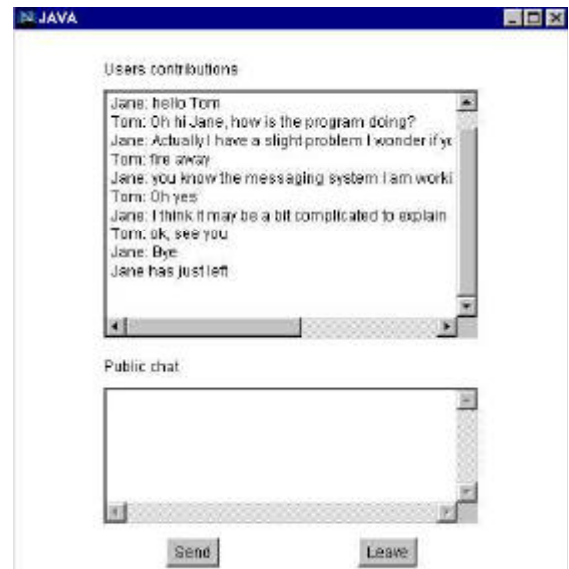 JAVA
Users contributions
Jane: hello Tom
Tom: Oh hi Jane, how is the program doing?
Jane: Actually I have a slight problem I wonder if
Tom: fire away
Jane: you know the messaging system I am worki
Tom: Oh yes
Jane: I think it may be a bit complicated to explain
Tom: ok, see you
Jane: Bye
Jane has just left
Public chat
Send
Leave